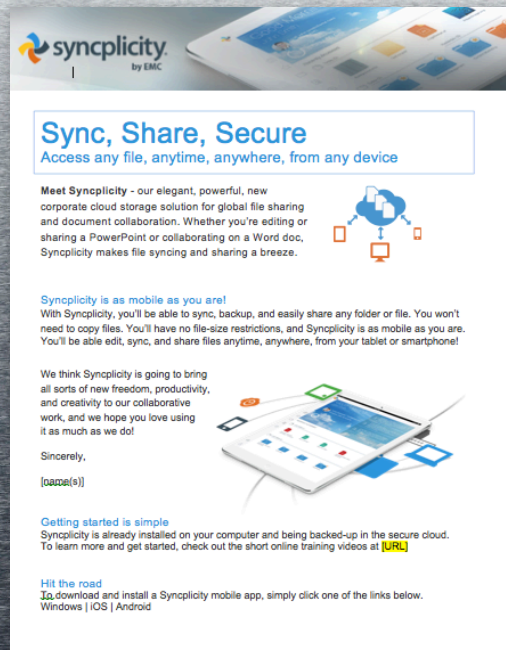 syncplicity.
by EMC
Sync, Share, Secure
Access any file, anytime, anywhere, from any device
Meet Syncplicity - our elegant, powerful, new
corporate cloud storage solution for global file sharing
and document collaboration. Whether you're editing or
sharing a PowerPoint or collaborating on a Word doc,
Syncplicity makes file syncing and sharing a breeze.
Syncplicity is as mobile as you are!
With Syncplicity, you'll be able to sync, backup, and easily share any folder or file. You won't
need to copy files. You'll have no file-size restrictions, and Syncplicity is as mobile as you are.
You'll be able edit, sync, and share files anytime, anywhere, from your tablet or smartphone!
We think Syncplicity is going to bring
all sorts of new freedom, productivity,
and creativity to our collaborative
work, and we hope you love using
it as much as we do!
Sincerely,
[name(s)]
Getting started is simple
Syncplicity is already installed on your computer and being backed-up in the secure cloud.
To learn more and get started, check out the short online training videos at [URL]
Hit the road
To download and install a Syncplicity mobile app, simply click one of the links below.
Windows | iOS | Android